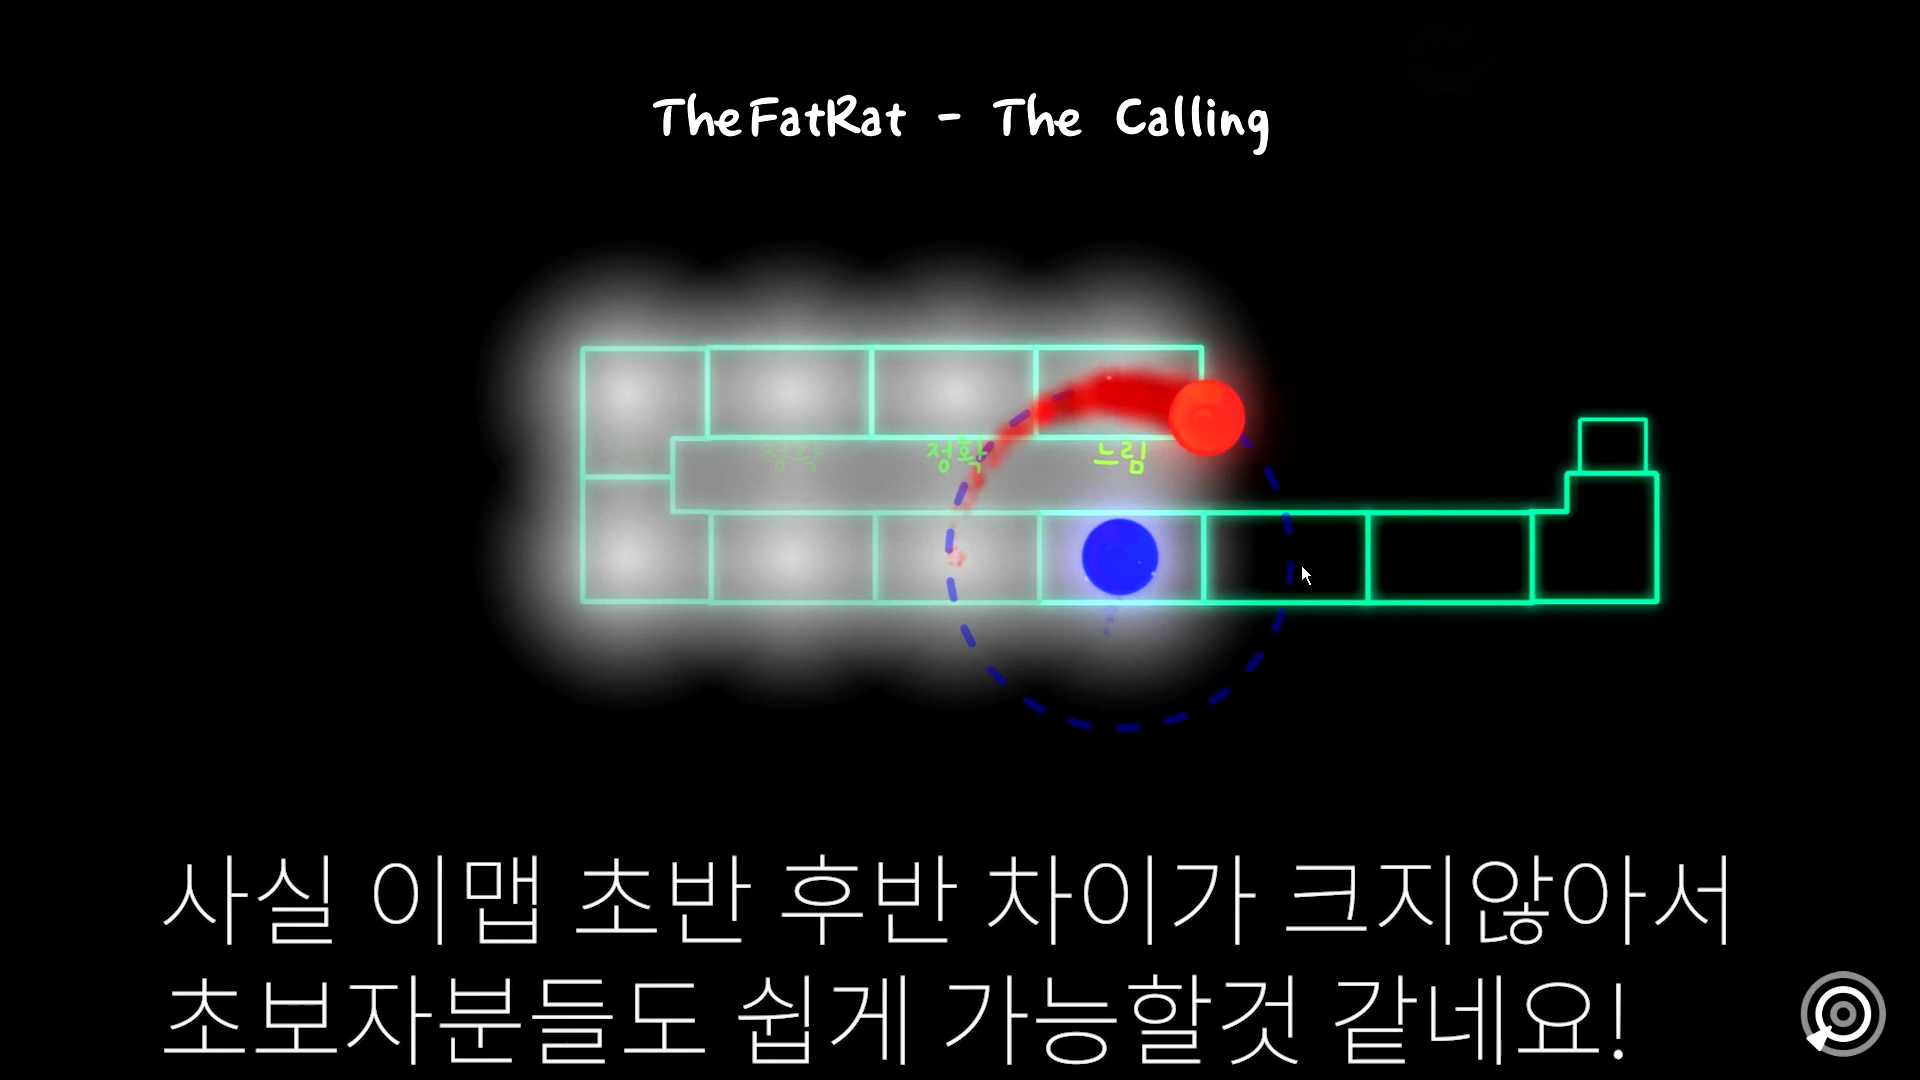 TheFatRat - The Calling
정확 정확 느림
사실 이맵 초반 후반 차이가 크지않아서
초보자분들도 쉽게 가능할것 같네요!